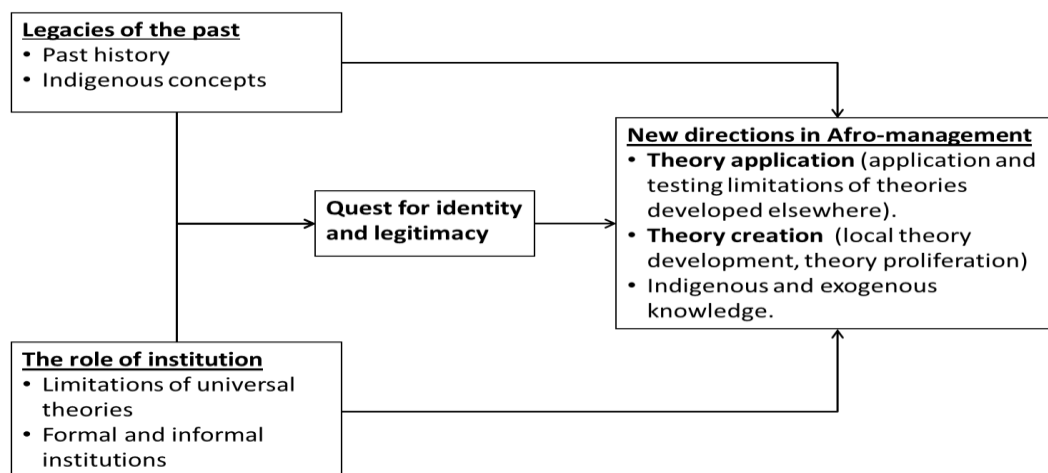 Legacies of the past
• Past history
• Indigenous concepts
Quest for identity
and legitimacy
New directions in Afro-management
• Theory application (application and
testing limitations of theories
developed elsewhere).
• Theory creation (local theory
development, theory proliferation)
• Indigenous and exogenous
knowledge.
The role of institution
• Limitations of universal
theories
• Formal and informal
institutions